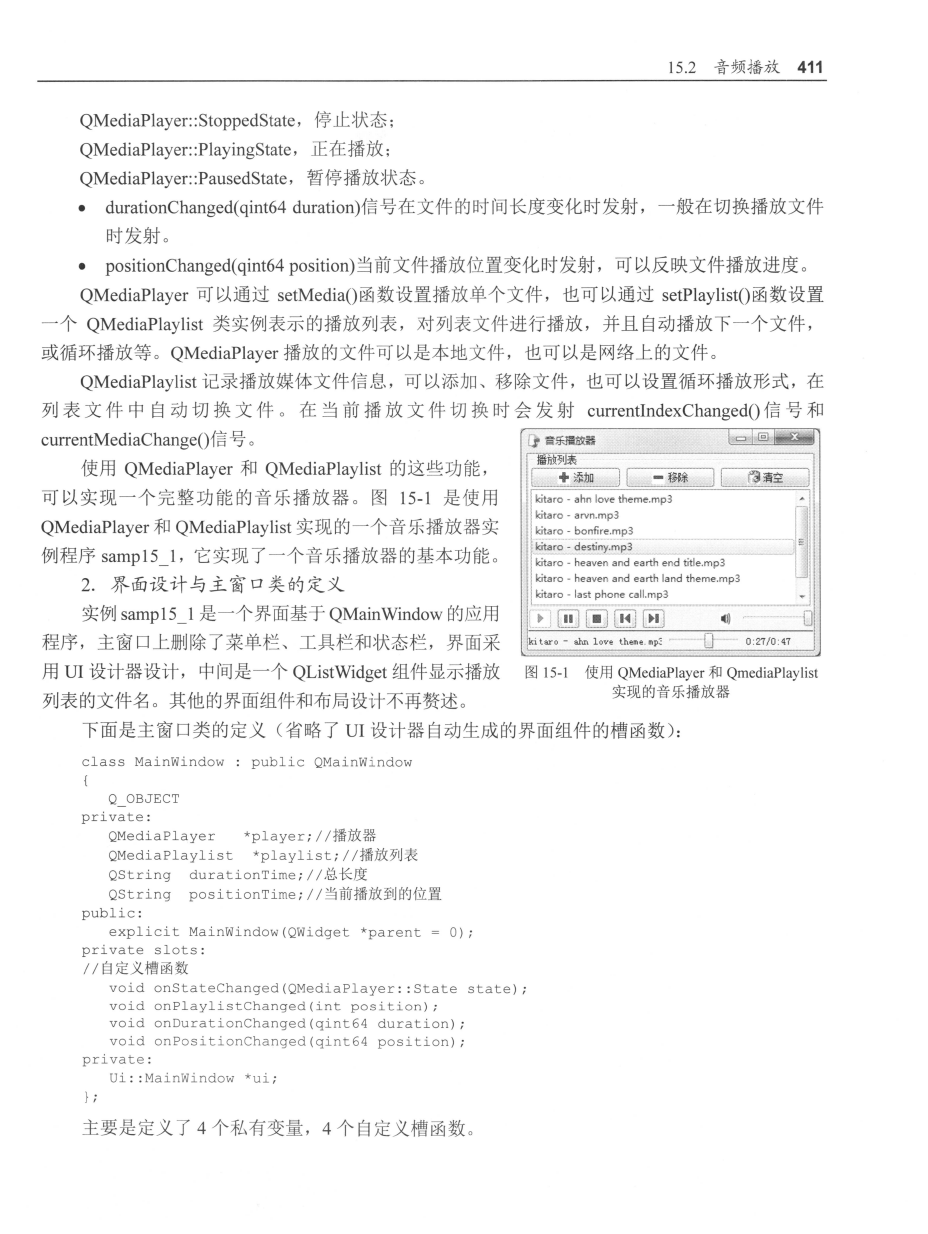 15.2 音频播放 411
QMediaPlayer::StoppedState，停止状态；
QMediaPlayer::PlayingState，正在播放；
QMediaPlayer::PausedState，暂停播放状态。
• durationChanged(qint64 duration)信号在文件的时间长度变化时发射，一般在切换播放文件
时发射。
• positionChanged(qint64 position)当前文件播放位置变化时发射，可以反映文件播放进度。
QMediaPlayer 可以通过 setMedia()函数设置播放单个文件，也可以通过 setPlaylist()函数设置
一个 QMediaPlaylist 类实例表示的播放列表，对列表文件进行播放，并且自动播放下一个文件，
或循环播放等。QMediaPlayer 播放的文件可以是本地文件，也可以是网络上的文件。
QMediaPlaylist 记录播放媒体文件信息，可以添加、移除文件，也可以设置循环播放形式，在
列表文件中自动切换文件。在当前播放文件切换时会发射 currentIndexChanged()信号和
currentMediaChange()信号。
使用 QMediaPlayer 和 QMediaPlaylist 的这些功能，
可以实现一个完整功能的音乐播放器。图 15-1 是使用
QMediaPlayer 和 QMediaPlaylist 实现的一个音乐播放器实
例程序 samp15_1，它实现了一个音乐播放器的基本功能。
2．界面设计与主窗口类的定义
实例 samp15_1 是一个界面基于 QMainWindow 的应用
程序，主窗口上删除了菜单栏、工具栏和状态栏，界面采
用 UI 设计器设计，中间是一个 QListWidget 组件显示播放
列表的文件名。其他的界面组件和布局设计不再赘述。
音乐播放器
播放列表
添加 移除 清空
kitaro - ahn love theme.mp3
kitaro - arvn.mp3
kitaro - bonfire.mp3
kitaro - destiny.mp3
kitaro - heaven and earth end title.mp3
kitaro - heaven and earth land theme.mp3
kitaro - last phone call.mp3
kitaro - ahn love theme.mp3 0:27/0:47
图 15-1 使用 QMediaPlayer 和 QmediaPlaylist
实现的音乐播放器
下面是主窗口类的定义（省略了 UI 设计器自动生成的界面组件的槽函数）：
class MainWindow : public QMainWindow
{
Q_OBJECT
private:
QMediaPlayer *player;//播放器
QMediaPlaylist *playlist;//播放列表
QString durationTime;//总长度
QString positionTime;//当前播放到的位置
public:
explicit MainWindow(QWidget *parent = 0);
private slots:
//自定义槽函数
void onStateChanged(QMediaPlayer::State state);
void onPlaylistChanged(int position);
void onDurationChanged(qint64 duration);
void onPositionChanged(qint64 position);
private:
Ui::MainWindow *ui;
};
主要是定义了 4 个私有变量，4 个自定义槽函数。